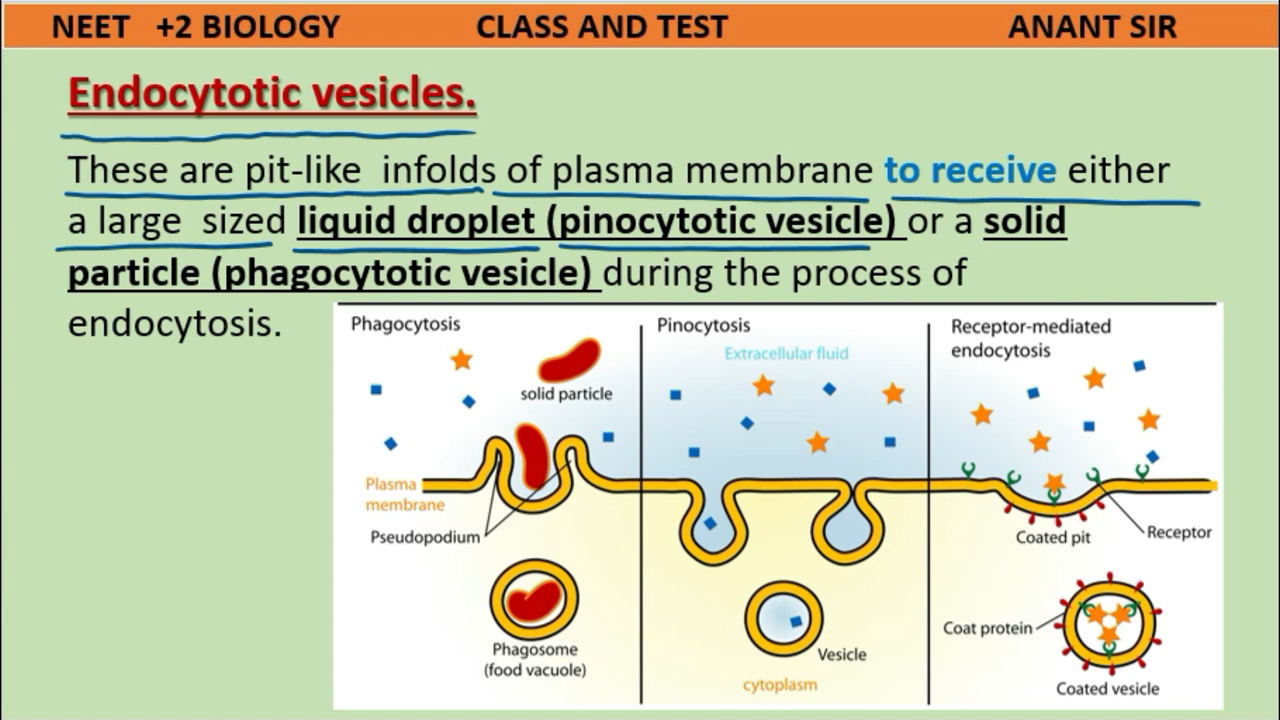 NEET +2 BIOLOGY CLASS AND TEST ANANT SIR
Endocytotic vesicles.
These are pit-like infolds of plasma membrane to receive either
a large sized liquid droplet (pinocytotic vesicle) or a solid
particle (phagocytotic vesicle) during the process of
endocytosis.
Phagocytosis
solid particle
Plasma
membrane
Pseudopodium
Phagosome
(food vacuole)
Pinocytosis
Extracellular fluid
Vesicle
cytoplasm
Receptor-mediated
endocytosis
Coated pit
Receptor
Coat protein
Coated vesicle